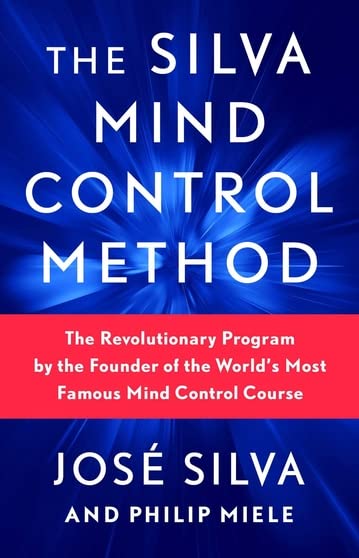 THE SILVA
MIND
CONTROL
METHOD
The Revolutionary Program
by the Founder of the World's Most
Famous Mind Control Course
JOSÉ SILVA
AND PHILIP MIELE